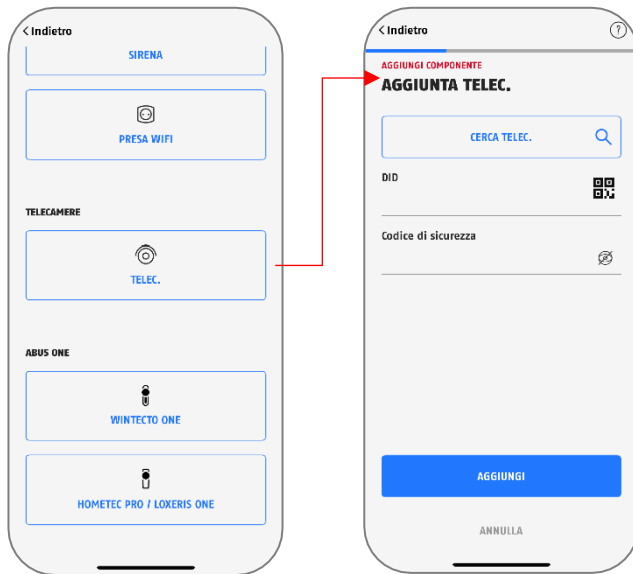 Indietro
SIRENA
PRESA WIFI
TELECAMERE
TELEC.
ABUS ONE
WINTECTO ONE
HOMETEC PRO / LOXERIS ONE
Indietro
?
AGGIUNGI COMPONENTE
AGGIUNTA TELEC.
CERCA TELEC.
DID
Codice di sicurezza
AGGIUNGI
ANNULLA